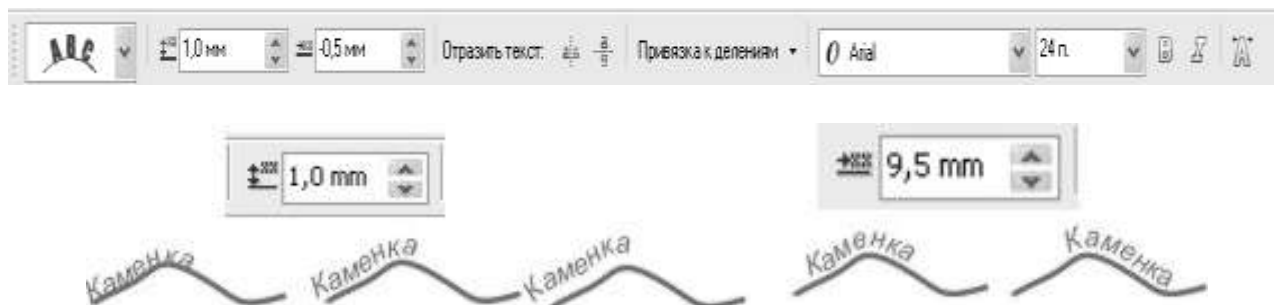 ABC 1,0 мм -0,5 мм Отразить текст: Привязка к делениям Arial 24 п.
1,0 mm 9,5 mm
Каменка Каменка Каменка Каменка Каменка